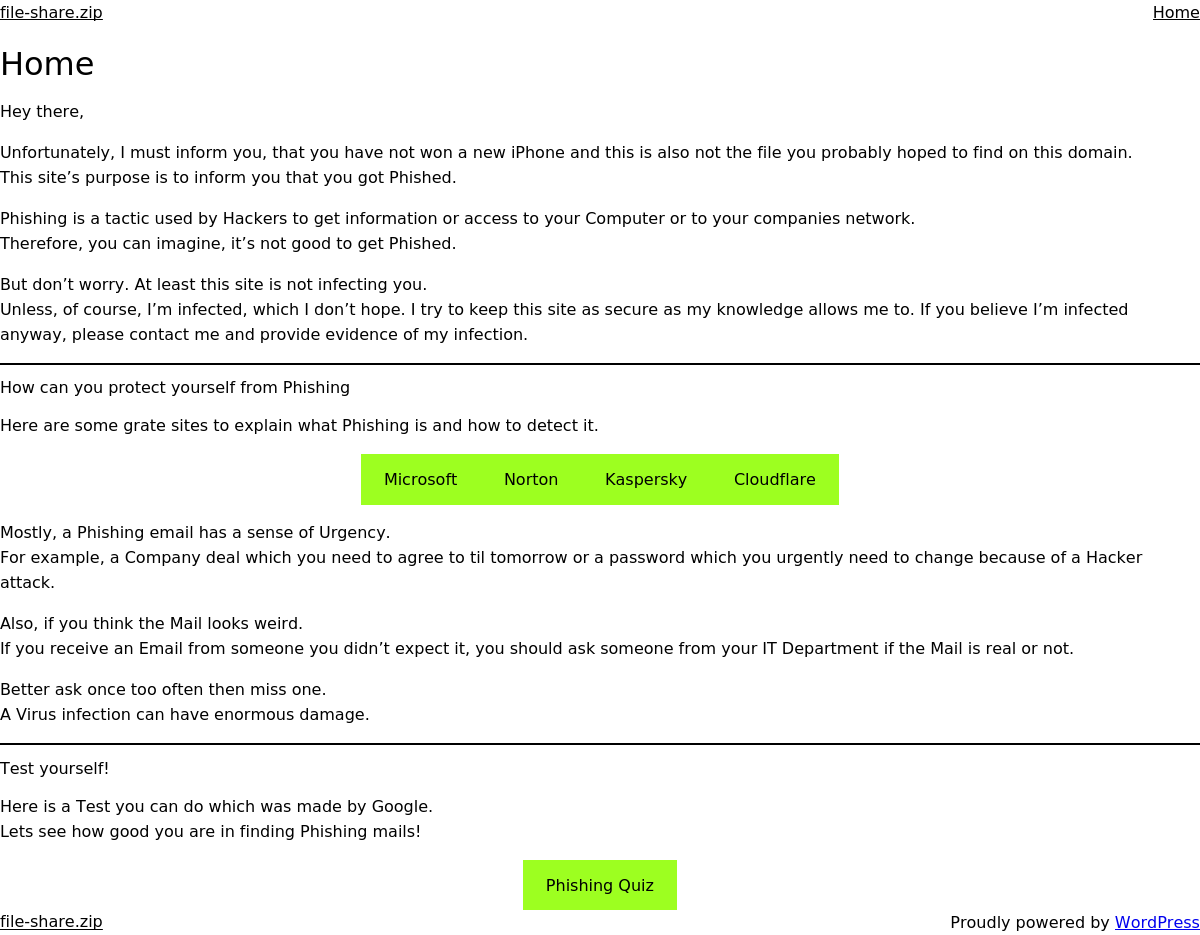 file-share.zip
Home
Home
Hey there,
Unfortunately, I must inform you, that you have not won a new iPhone and this is also not the file you probably hoped to find on this domain.
This site’s purpose is to inform you that you got Phished.
Phishing is a tactic used by Hackers to get information or access to your Computer or to your companies network.
Therefore, you can imagine, it’s not good to get Phished.
But don’t worry. At least this site is not infecting you.
Unless, of course, I’m infected, which I don’t hope. I try to keep this site as secure as my knowledge allows me to. If you believe I’m infected
anyway, please contact me and provide evidence of my infection.
How can you protect yourself from Phishing
Here are some grate sites to explain what Phishing is and how to detect it.
Microsoft Norton Kaspersky Cloudflare
Mostly, a Phishing email has a sense of Urgency.
For example, a Company deal which you need to agree to til tomorrow or a password which you urgently need to change because of a Hacker
attack.
Also, if you think the Mail looks weird.
If you receive an Email from someone you didn’t expect it, you should ask someone from your IT Department if the Mail is real or not.
Better ask once too often then miss one.
A Virus infection can have enormous damage.
Test yourself!
Here is a Test you can do which was made by Google.
Lets see how good you are in finding Phishing mails!
Phishing Quiz
file-share.zip
Proudly powered by WordPress